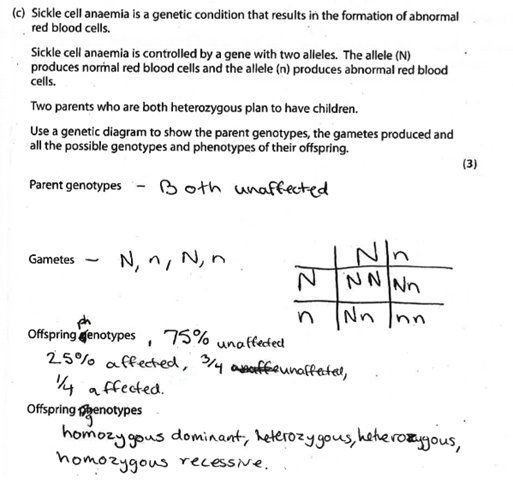 (c) Sickle cell anaemia is a genetic condition that results in the formation of abnormal
red blood cells.
Sickle cell anaemia is controlled by a gene with two alleles. The allele (N)
produces normal red blood cells and the allele (n) produces abnormal red blood
cells.
Two parents who are both heterozygous plan to have children.
Use a genetic diagram to show the parent genotypes, the gametes produced and
all the possible genotypes and phenotypes of their offspring.
(3)
Parent genotypes - Both unaffected
Gametes - N, n, N, n
N n
N NN Nn
n Nn nn
Offspring phenotypes, 75% unaffected
25% affected, 3/4 unaffected,
1/4 affected.
Offspring genotypes
homozygous dominant, heterozygous, heterozygous,
homozygous recessive.